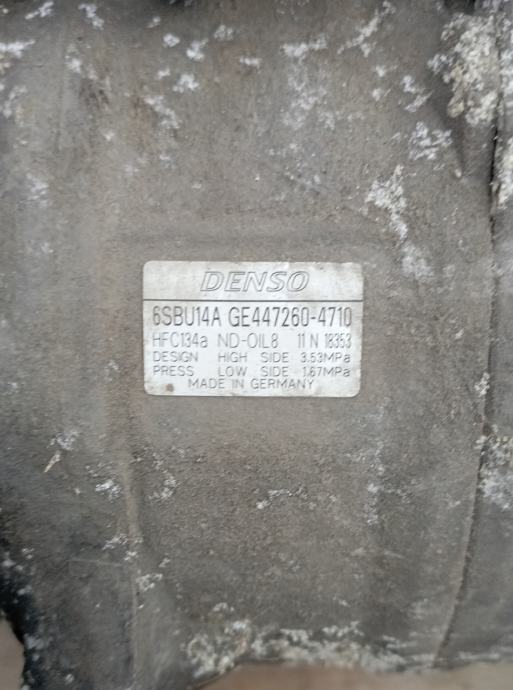 DENSO
6SBU14A GE447260-4710
HFC134a ND-OIL8 11 N 18353
DESIGN HIGH SIDE 3.53MPa
PRESS LOW SIDE 1.67MPa
MADE IN GERMANY